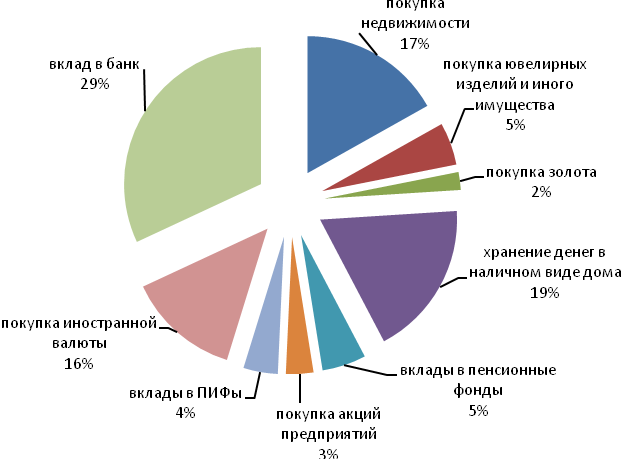 покупка
недвижимости
17%
покупка ювелирных
изделий и иного
имущества
5%
покупка золота
2%
хранение денег в
наличном виде дома
19%
вклады в пенсионные
фонды
5%
покупка акций
предприятий
3%
вклады в ПИФы
4%
покупка иностранной
валюты
16%
вклад в банк
29%